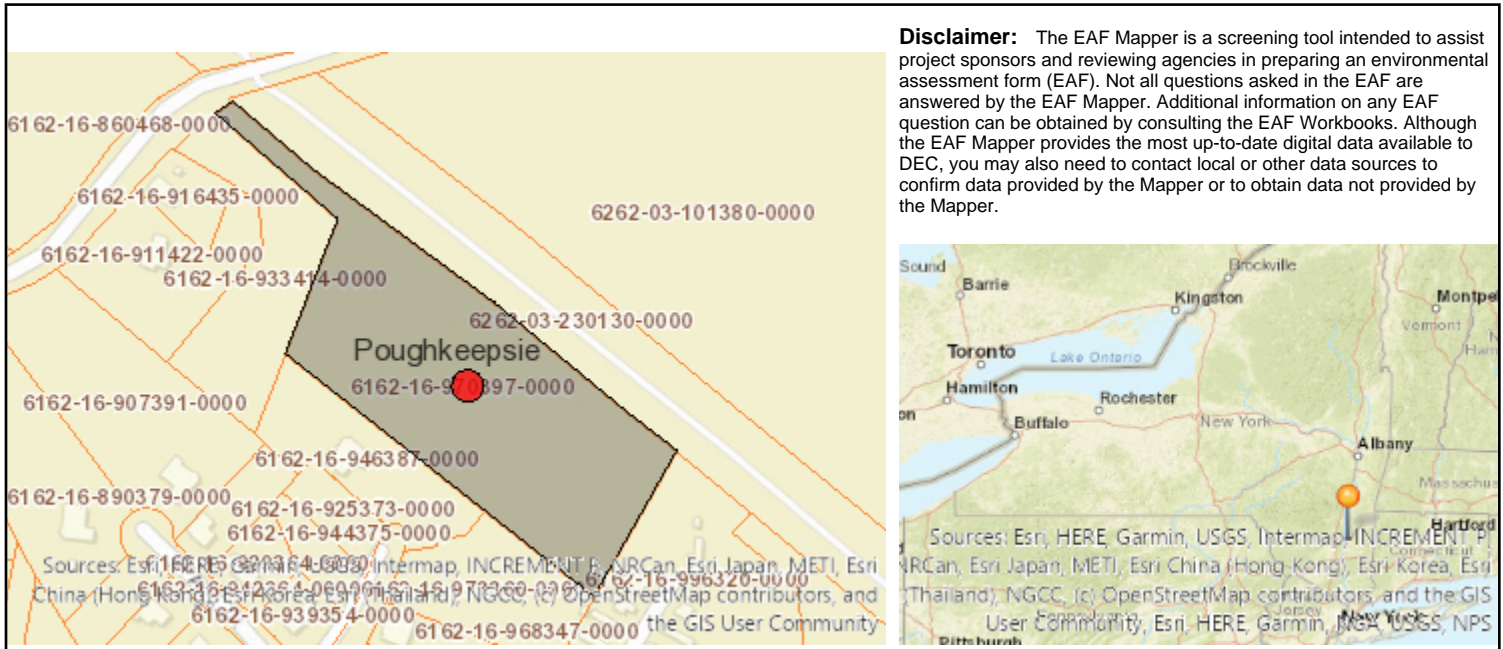 Disclaimer: The EAF Mapper is a screening tool intended to assist
project sponsors and reviewing agencies in preparing an environmental
assessment form (EAF). Not all questions asked in the EAF are
answered by the EAF Mapper. Additional information on any EAF
question can be obtained by consulting the EAF Workbooks. Although
the EAF Mapper provides the most up-to-date digital data available to
DEC, you may also need to contact local or other data sources to
confirm data provided by the Mapper or to obtain data not provided by
the Mapper.
6162-16-860468-0000
6162-16-916435-0000
6262-03-101380-0000
6162-16-911422-0000
6162-16-933414-0000
6262-03-230130-0000
Poughkeepsie
6162-16-970397-0000
6162-16-907391-0000
6162-16-946387-0000
6162-16-890379-0000
6162-16-925373-0000
6162-16-944375-0000
Sources: Esri, HERE, Garmin, USGS, Intermap, INCREMENT P, NRCan, Esri Japan, METI, Esri
China (Hong Kong), Esri Korea, Esri (Thailand), NGCC, (c) OpenStreetMap contributors, and
the GIS User Community
6162-16-996320-0000
6162-16-939354-0000
6162-16-968347-0000
Sound
Barrie
Brockville
Kingston
Montpe
Vermont
Toronto
Lake Ontario
Hamilton
Rochester
Buffalo
New York
Albany
Massachus
Hartford
Connecticut
Sources: Esri, HERE, Garmin, USGS, Intermap, INCREMENT P,
NRCan, Esri Japan, METI, Esri China (Hong Kong), Esri Korea, Esri
(Thailand), NGCC, (c) OpenStreetMap contributors, and the GIS
User Community, Esri, HERE, Garmin, NGA, USGS, NPS
Pennsylvania
Jersey
New York
Pittsburgh